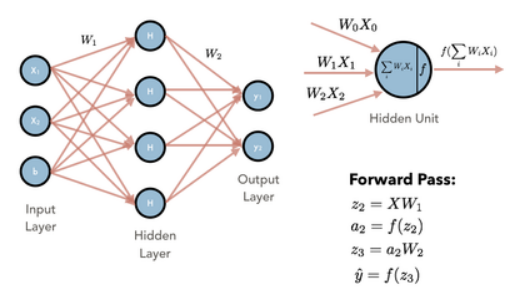 W₁
W₂
X₁
X₂
b
H
H
H
H
y₁
y₂
Input
Layer
Hidden
Layer
Output
Layer
W₀X₀
W₁X₁
W₂X₂
∑ᵢ WᵢXᵢ
f
f(∑ᵢ WᵢXᵢ)
Hidden Unit
Forward Pass:
z₂ = XW₁
a₂ = f(z₂)
z₃ = a₂W₂
ŷ = f(z₃)